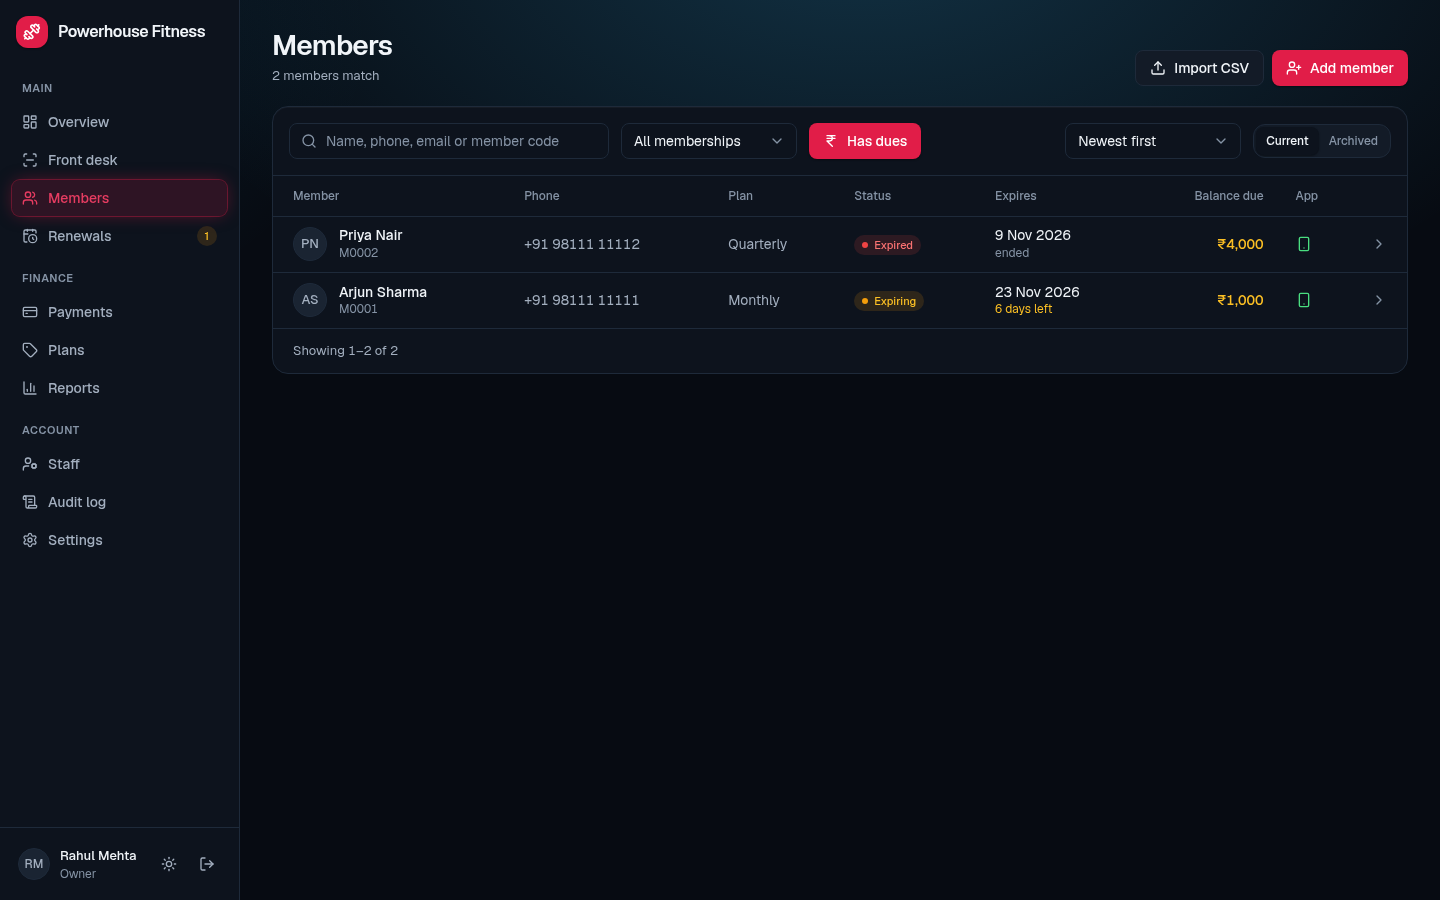 Powerhouse Fitness
MAIN
Overview
Front desk
Members
Renewals 1
FINANCE
Payments
Plans
Reports
ACCOUNT
Staff
Audit log
Settings
RM Rahul Mehta
Owner
Members
2 members match
Import CSV
Add member
Name, phone, email or member code
All memberships
₹ Has dues
Newest first
Current Archived
Member Phone Plan Status Expires Balance due App
PN Priya Nair +91 98111 11112 Quarterly Expired 9 Nov 2026 ₹4,000
M0002 ended
AS Arjun Sharma +91 98111 11111 Monthly Expiring 23 Nov 2026 ₹1,000
M0001 6 days left
Showing 1–2 of 2